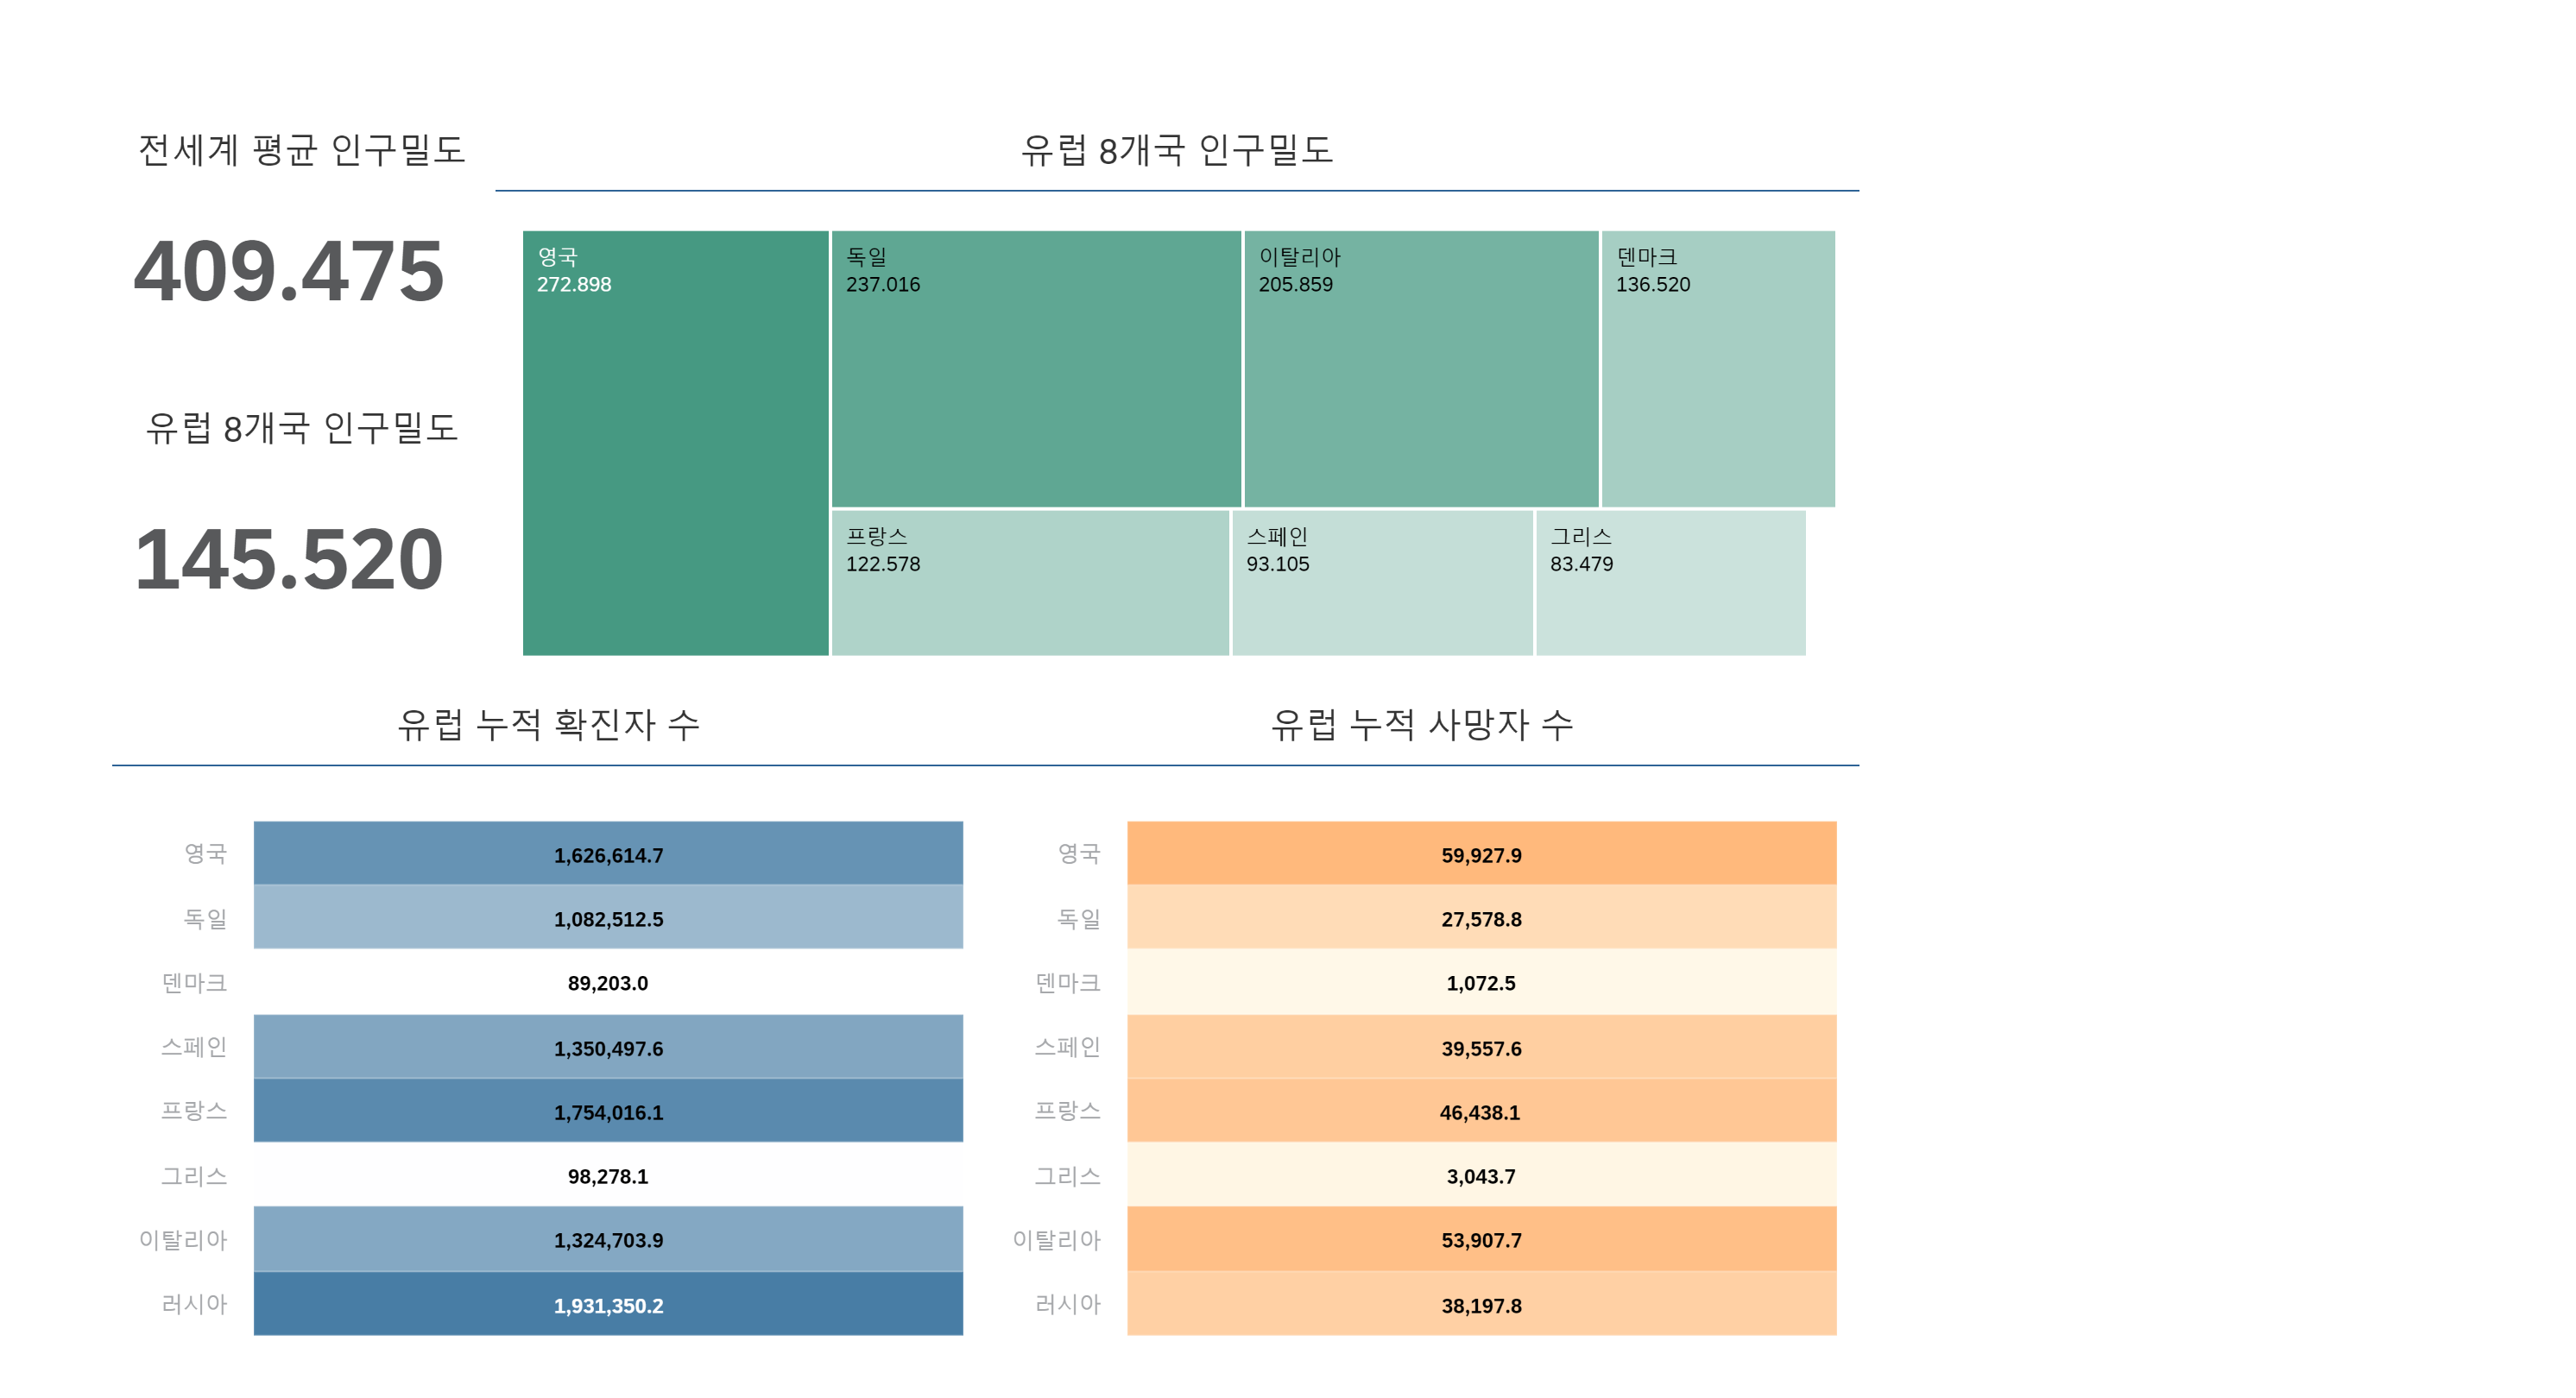 전세계 평균 인구밀도
409.475
유럽 8개국 인구밀도
145.520
유럽 8개국 인구밀도
영국
272.898
독일
237.016
이탈리아
205.859
덴마크
136.520
프랑스
122.578
스페인
93.105
그리스
83.479
유럽 누적 확진자 수
영국 1,626,614.7
독일 1,082,512.5
덴마크 89,203.0
스페인 1,350,497.6
프랑스 1,754,016.1
그리스 98,278.1
이탈리아 1,324,703.9
러시아 1,931,350.2
유럽 누적 사망자 수
영국 59,927.9
독일 27,578.8
덴마크 1,072.5
스페인 39,557.6
프랑스 46,438.1
그리스 3,043.7
이탈리아 53,907.7
러시아 38,197.8